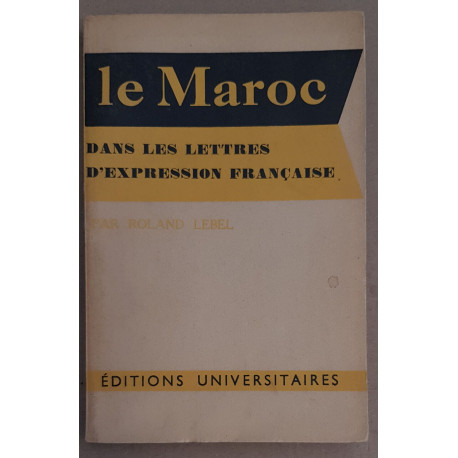 le Maroc
DANS LES LETTRES
D'EXPRESSION FRANÇAISE
PAR ROLAND LEBEL
ÉDITIONS UNIVERSITAIRES